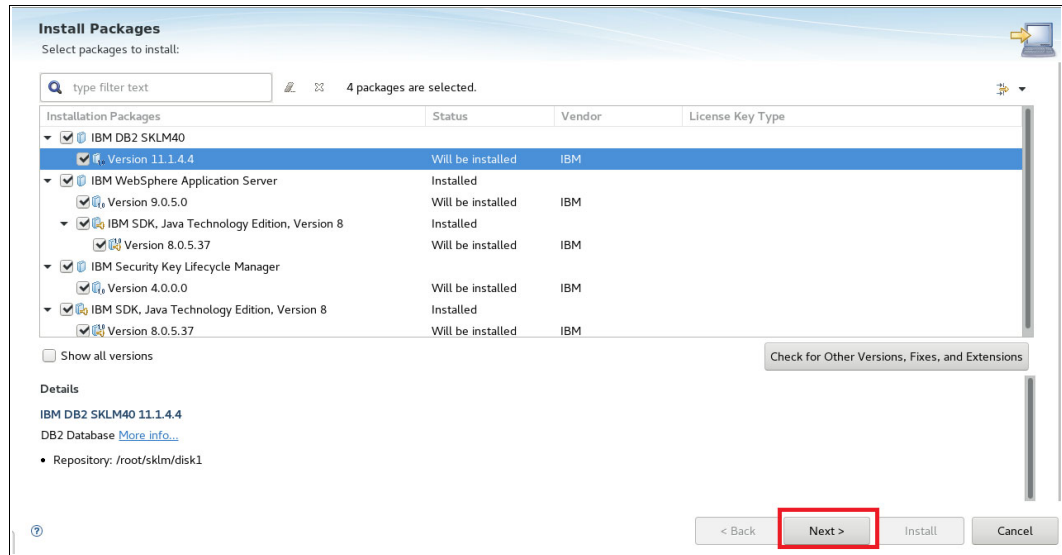 Install Packages
Select packages to install:
type filter text
4 packages are selected.
Installation Packages Status Vendor License Key Type
IBM DB2 SKLM40
Version 11.1.4.4 Will be installed IBM
IBM WebSphere Application Server Installed
Version 9.0.5.0 Will be installed IBM
IBM SDK, Java Technology Edition, Version 8 Installed
Version 8.0.5.37 Will be installed IBM
IBM Security Key Lifecycle Manager
Version 4.0.0.0 Will be installed IBM
IBM SDK, Java Technology Edition, Version 8 Installed
Version 8.0.5.37 Will be installed IBM
Show all versions Check for Other Versions, Fixes, and Extensions
Details
IBM DB2 SKLM40 11.1.4.4
DB2 Database More info...
• Repository: /root/sklm/disk1
? < Back Next > Install Cancel